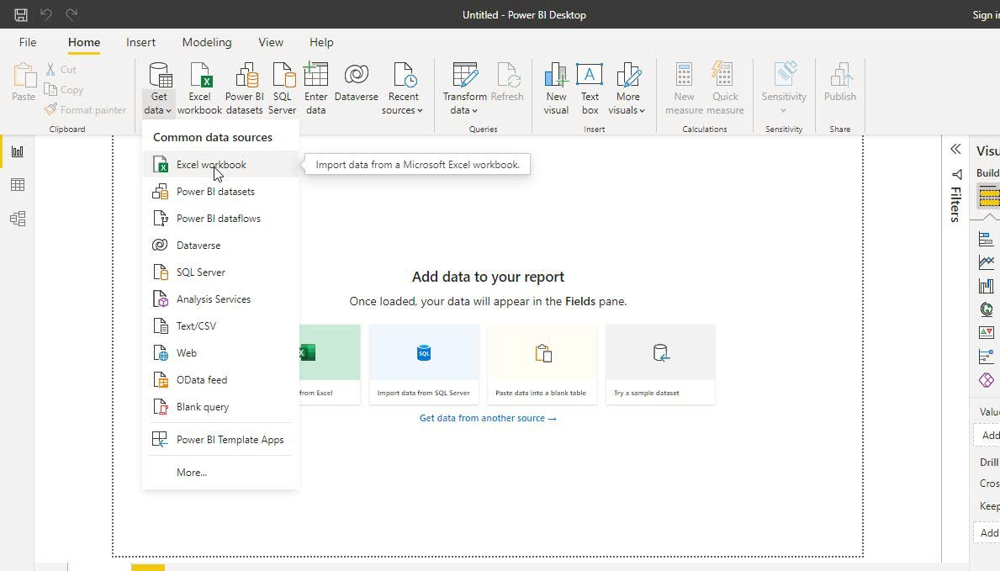 Untitled - Power BI Desktop
Sign i
File Home Insert Modeling View Help
Paste
Cut
Copy
Format painter
Clipboard
Get data
Excel workbook
Power BI datasets
SQL Server
Enter data
Dataverse
Recent sources
Transform data
Refresh
Queries
New visual
Text box
More visuals
Insert
New measure
Quick measure
Calculations
Sensitivity
Sensitivity
Publish
Share
Common data sources
Excel workbook
Import data from a Microsoft Excel workbook.
Power BI datasets
Power BI dataflows
Dataverse
SQL Server
Analysis Services
Text/CSV
Web
OData feed
Blank query
Power BI Template Apps
More...
Add data to your report
Once loaded, your data will appear in the Fields pane.
from Excel
SQL
Import data from SQL Server
Paste data into a blank table
Try a sample dataset
Get data from another source →
Filters
Visu
Build
Value
Add
Drill
Cros
Keep
Add